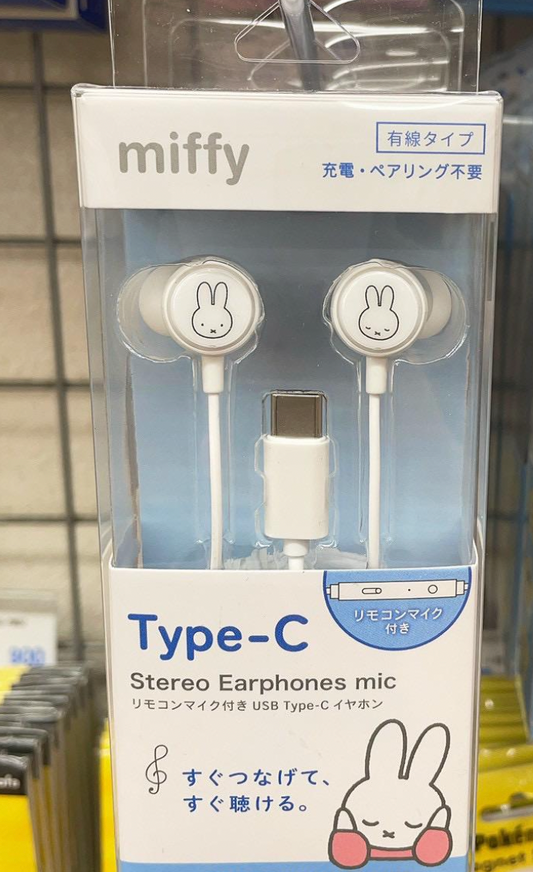 miffy
有線タイプ
充電・ペアリング不要
リモコンマイク
付き
Type-C
Stereo Earphones mic
リモコンマイク付き USB Type-C イヤホン
すぐつなげて、
すぐ聴ける。